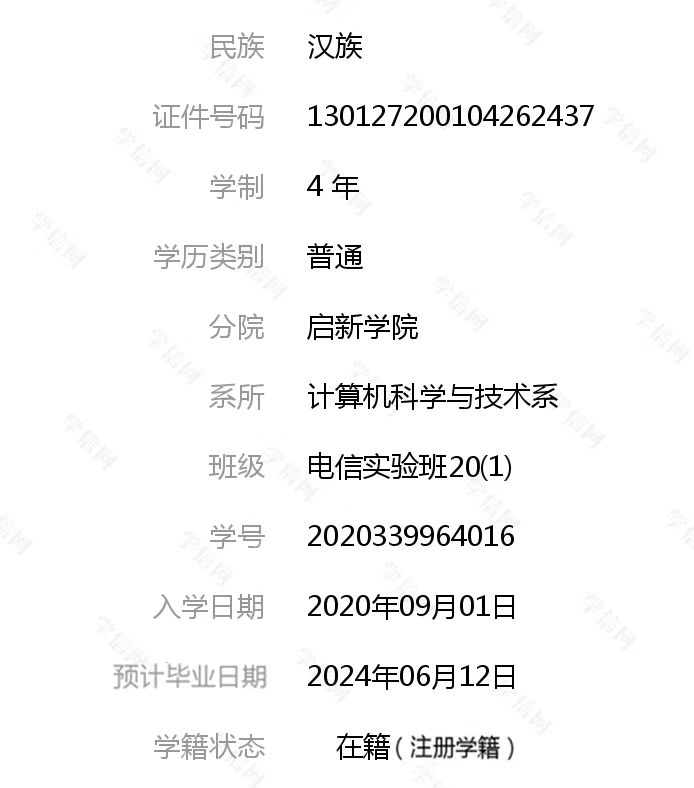 民族 汉族
证件号码 130127200104262437
学制 4 年
学历类别 普通
分院 启新学院
系所 计算机科学与技术系
班级 电信实验班20(1)
学号 2020339964016
入学日期 2020年09月01日
预计毕业日期 2024年06月12日
学籍状态 在籍 ( 注册学籍 )
学信网